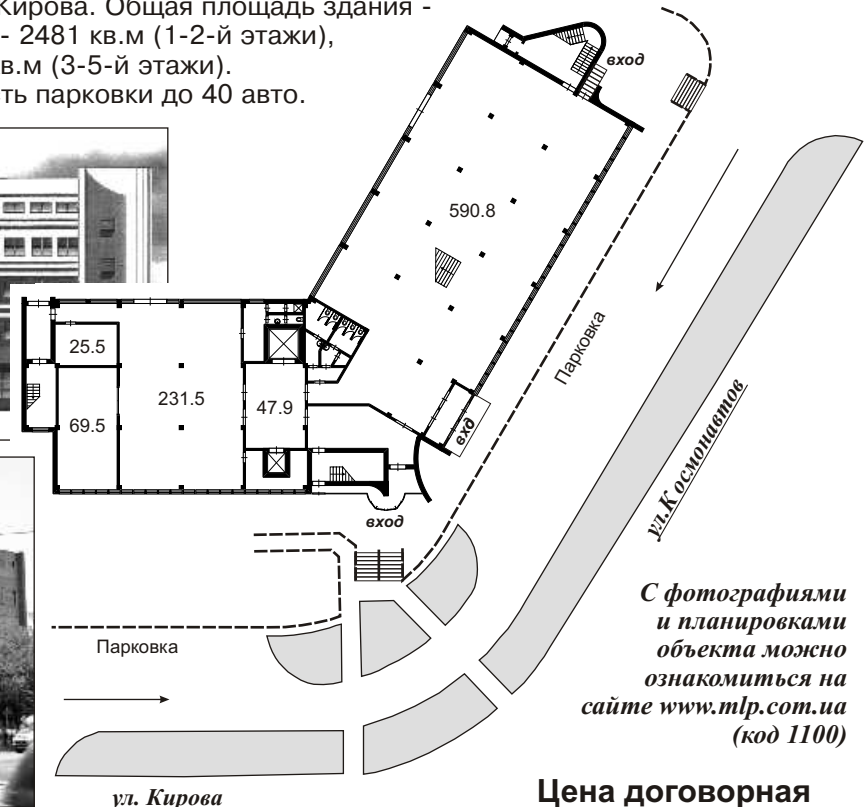 Кирова. Общая площадь здания -
- 2481 кв.м (1-2-й этажи),
в.м (3-5-й этажи).
ть парковки до 40 авто.
вход
590.8
Парковка
25.5
231.5
47.9
69.5
вход
вход
ул.Космонавтов
Парковка
С фотографиями
и планировками
объекта можно
ознакомиться на
сайте www.mlp.com.ua
(код 1100)
ул. Кирова
Цена договорная